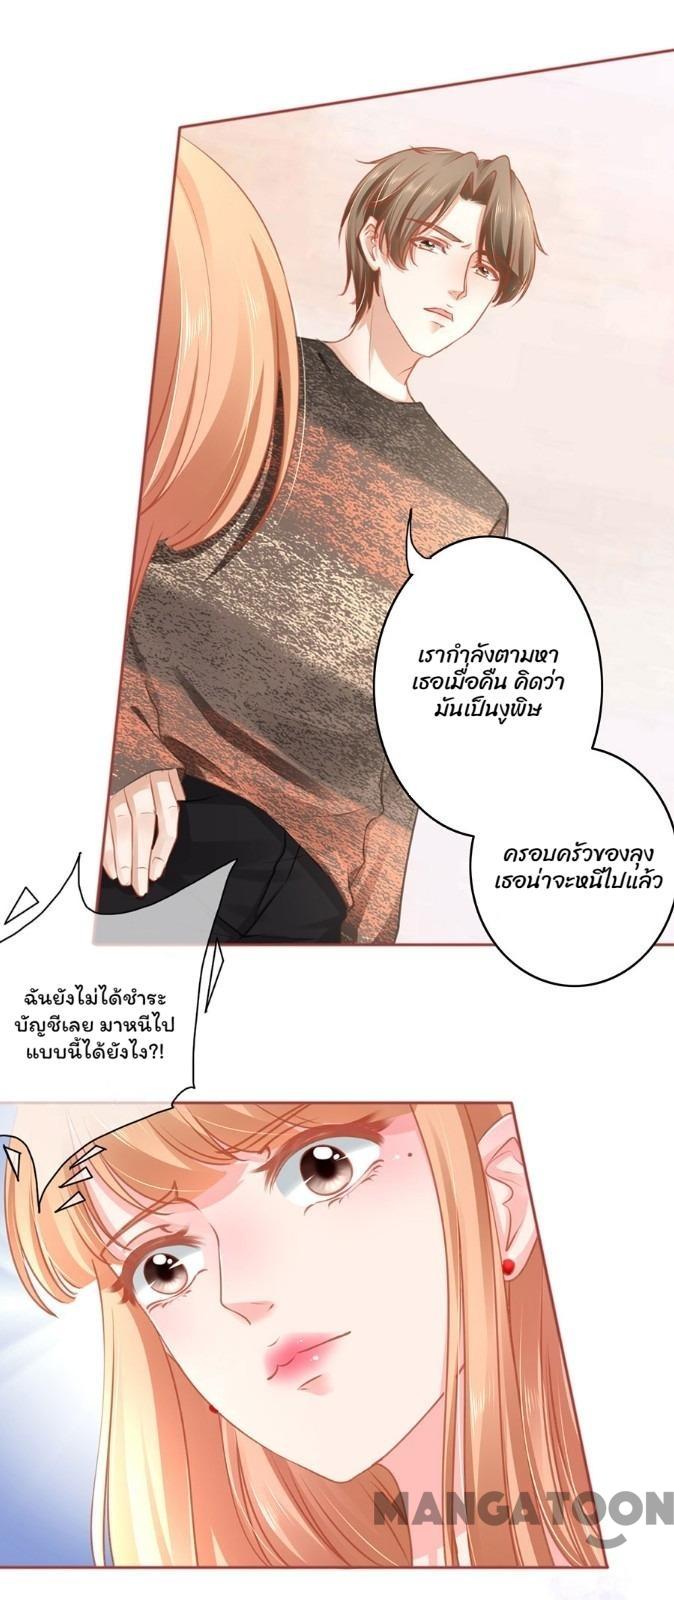 เรากำลังตามหา
เธอเมื่อคืน คิดว่า
มันเป็นงูพิษ
ครอบครัวของลุง
เธอน่าจะหนีไปแล้ว
ฉันยังไม่ได้ชำระ
บัญชีเลย มาหนีไป
แบบนี้ได้ยังไง?!
MANGATOON